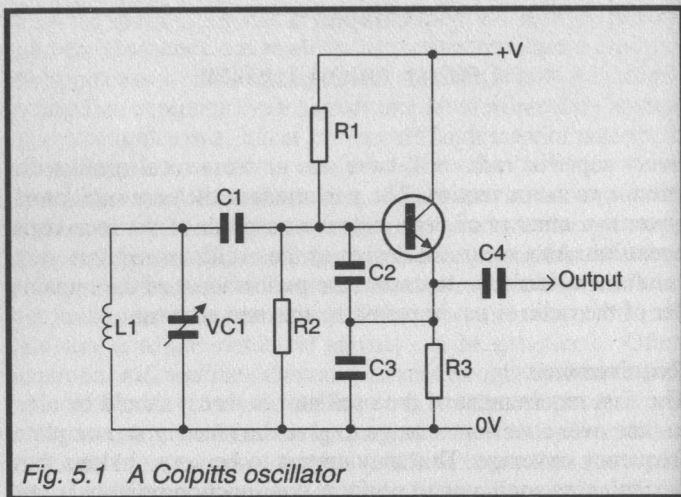 +V
R1
C1
C4
C2
Output
L1
VC1
R2
C3
R3
0V
Fig. 5.1 A Colpitts oscillator